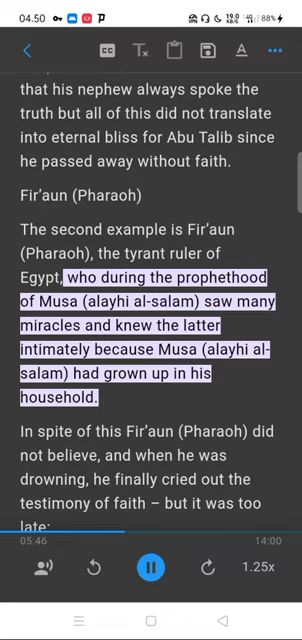 04.50
19.0
KB/S
4G
88%
CC
that his nephew always spoke the
truth but all of this did not translate
into eternal bliss for Abu Talib since
he passed away without faith.
Fir’aun (Pharaoh)
The second example is Fir’aun
(Pharaoh), the tyrant ruler of
Egypt, who during the prophethood
of Musa (alayhi al-salam) saw many
miracles and knew the latter
intimately because Musa (alayhi al-
salam) had grown up in his
household.
In spite of this Fir’aun (Pharaoh) did
not believe, and when he was
drowning, he finally cried out the
testimony of faith – but it was too
late:
05.46
14:00
1.25x